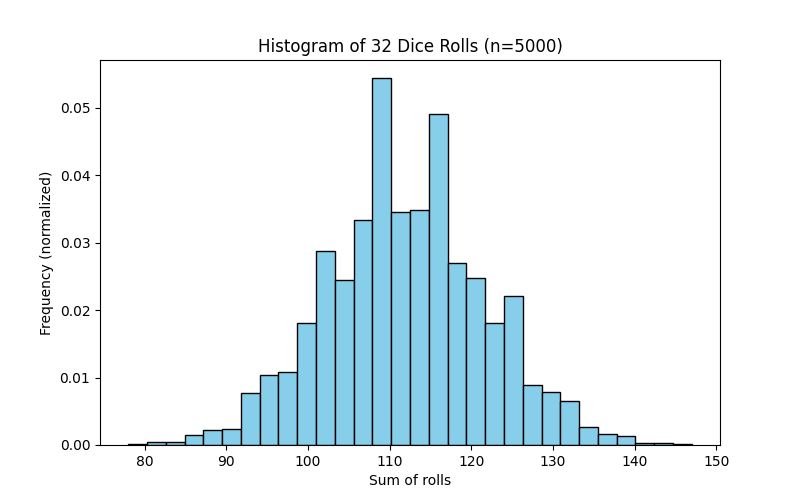 Histogram of 32 Dice Rolls (n=5000)
Frequency (normalized)
0.05
0.04
0.03
0.02
0.01
0.00
80 90 100 110 120 130 140 150
Sum of rolls